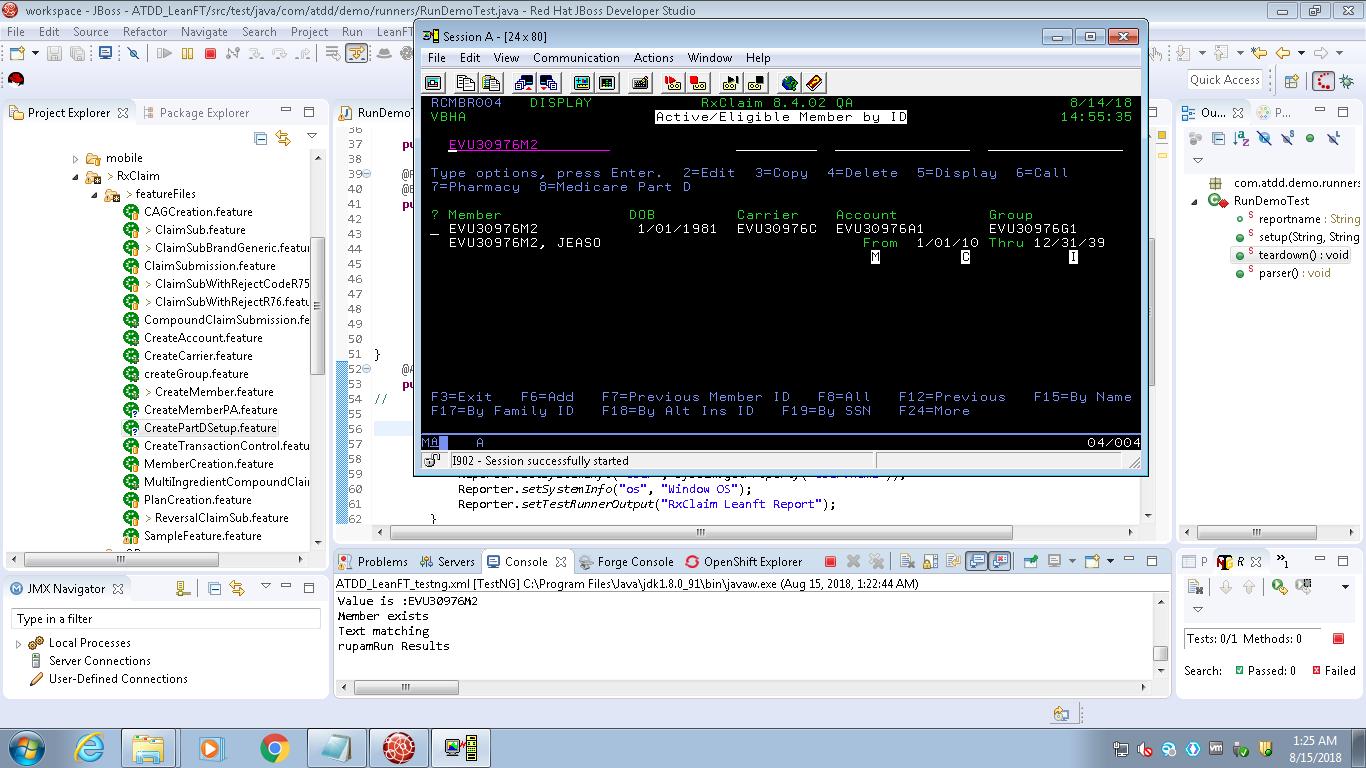 workspace - JBoss - ATDD_LeanFT/src/test/java/com/atdd/demo/runners/RunDemoTest.java - Red Hat JBoss Developer Studio
File Edit Source Refactor Navigate Search Project Run LeanFT
Quick Access
Project Explorer Package Explorer
mobile
> RxClaim
> featureFiles
CAGCreation.feature
> ClaimSub.feature
> ClaimSubBrandGeneric.featu
ClaimSubmission.feature
> ClaimSubWithRejectCodeR75
> ClaimSubWithRejectR76.featu
CompoundClaimSubmission.fe
CreateAccount.feature
CreateCarrier.feature
createGroup.feature
> CreateMember.feature
CreateMemberPA.feature
CreatePartDSetup.feature
CreateTransactionControl.featu
MemberCreation.feature
MultiIngredientCompoundClai
PlanCreation.feature
> ReversalClaimSub.feature
SampleFeature.feature
JMX Navigator
Type in a filter
Local Processes
Server Connections
User-Defined Connections
RunDemo
36
37 pu
38
39 @P
40 @B
41 pu
42
43
44
45
46
47
48
49
50
51 }
52 @A
53 pu
54 //
55
56
57
58
59
60 Reporter.setSystemInfo("os", "Window OS");
61 Reporter.setTestRunnerOutput("RxClaim Leanft Report");
62 }
Session A - [24 x 80]
File Edit View Communication Actions Window Help
RCMBR004 DISPLAY RxClaim 8.4.02 QA 8/14/18
VBHA Active/Eligible Member by ID 14:55:35
EVU30976M2
Type options, press Enter. 2=Edit 3=Copy 4=Delete 5=Display 6=Call
7=Pharmacy 8=Medicare Part D
? Member DOB Carrier Account Group
EVU30976M2 1/01/1981 EVU30976C EVU30976A1 EVU30976G1
EVU30976M2, JEASO From 1/01/10 Thru 12/31/39
M C I
F3=Exit F6=Add F7=Previous Member ID F8=All F12=Previous F15=By Name
F17=By Family ID F18=By Alt Ins ID F19=By SSN F24=More
MA A 04/004
I902 - Session successfully started
Problems Servers Console Forge Console OpenShift Explorer
ATDD_LeanFT_testng.xml [TestNG] C:\Program Files\Java\jdk1.8.0_91\bin\javaw.exe (Aug 15, 2018, 1:22:44 AM)
Value is :EVU30976M2
Member exists
Text matching
rupamRun Results
Ou... P...
com.atdd.demo.runners
RunDemoTest
reportname : String
setup(String, String
teardown() : void
parser() : void
P R »1
Tests: 0/1 Methods: 0
Search: Passed: 0 Failed
1:25 AM
8/15/2018